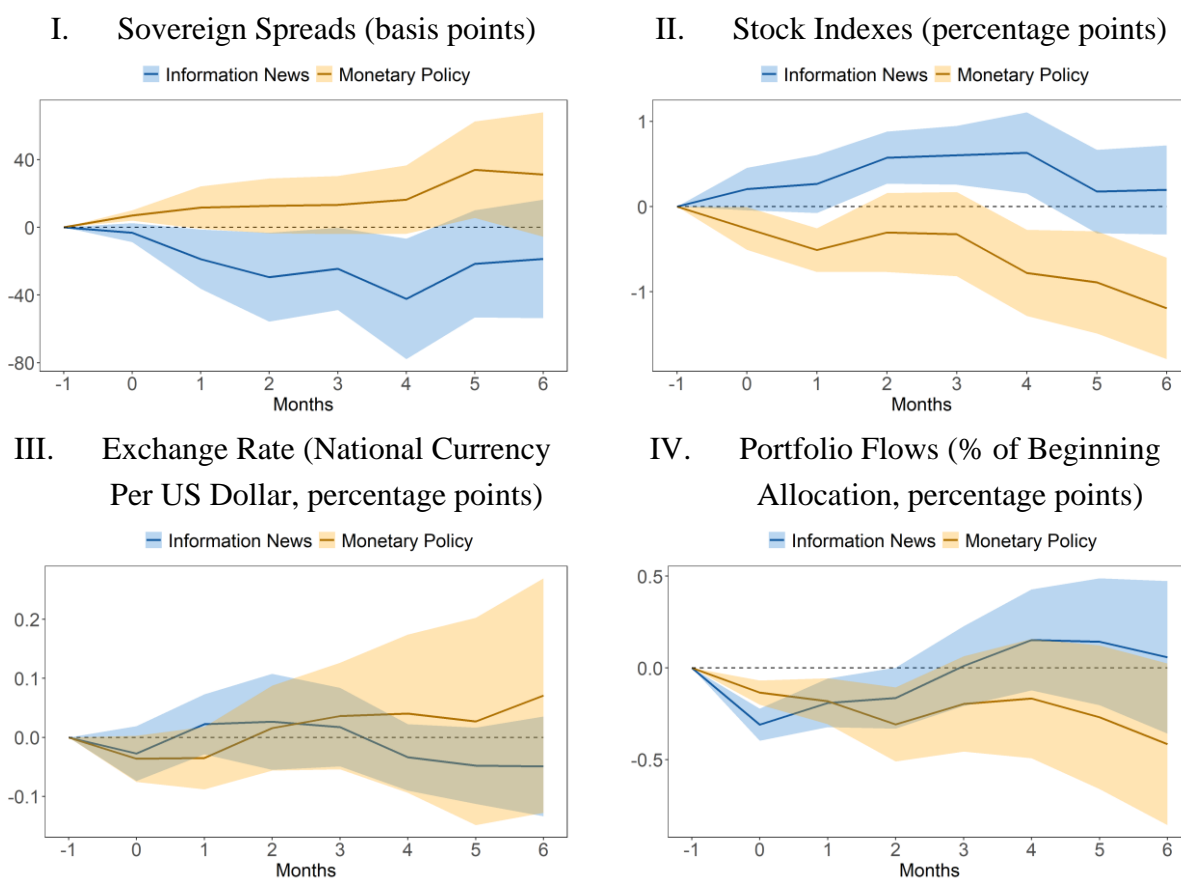 I. Sovereign Spreads (basis points)
Information News Monetary Policy
40
0
-40
-80
-1 0 1 2 3 4 5 6
Months
II. Stock Indexes (percentage points)
Information News Monetary Policy
1
0
-1
-1 0 1 2 3 4 5 6
Months
III. Exchange Rate (National Currency
Per US Dollar, percentage points)
Information News Monetary Policy
0.2
0.1
0.0
-0.1
-1 0 1 2 3 4 5 6
Months
IV. Portfolio Flows (% of Beginning
Allocation, percentage points)
Information News Monetary Policy
0.5
0.0
-0.5
-1 0 1 2 3 4 5 6
Months